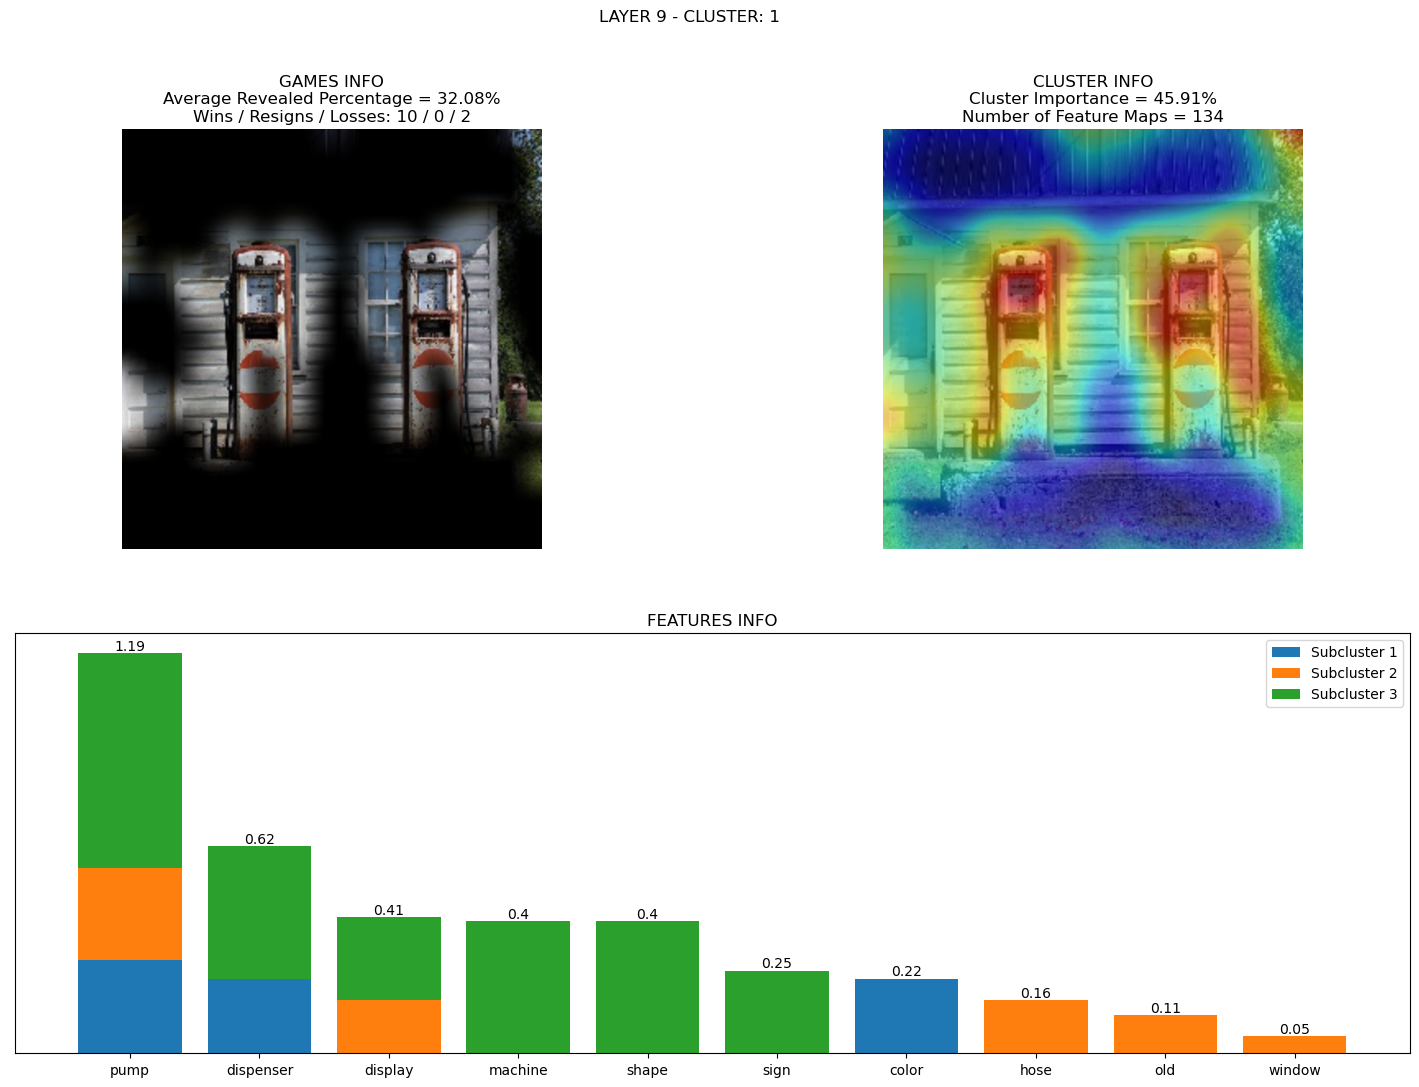 LAYER 9 - CLUSTER: 1
GAMES INFO
Average Revealed Percentage = 32.08%
Wins / Resigns / Losses: 10 / 0 / 2
CLUSTER INFO
Cluster Importance = 45.91%
Number of Feature Maps = 134
FEATURES INFO
Subcluster 1
Subcluster 2
Subcluster 3
1.19
0.62
0.41
0.4
0.4
0.25
0.22
0.16
0.11
0.05
pump
dispenser
display
machine
shape
sign
color
hose
old
window